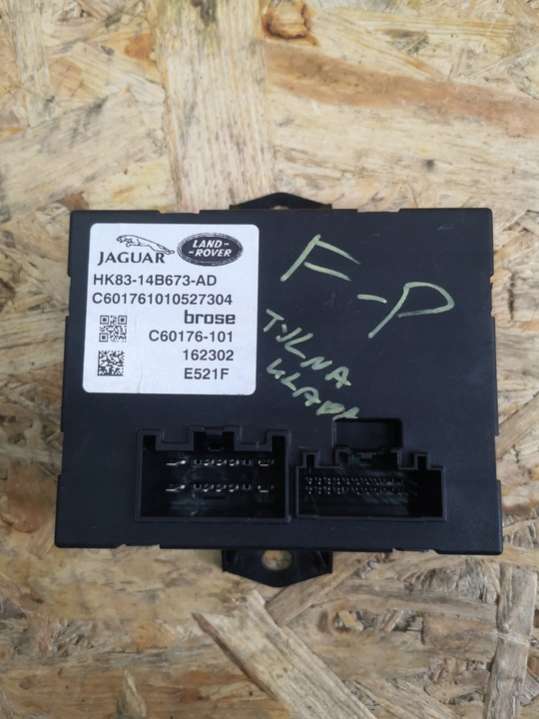 JAGUAR
LAND-
ROVER
HK83-14B673-AD
C601761010527304
brose
C60176-101
162302
E521F
F-P
TYLNA
KLAPA